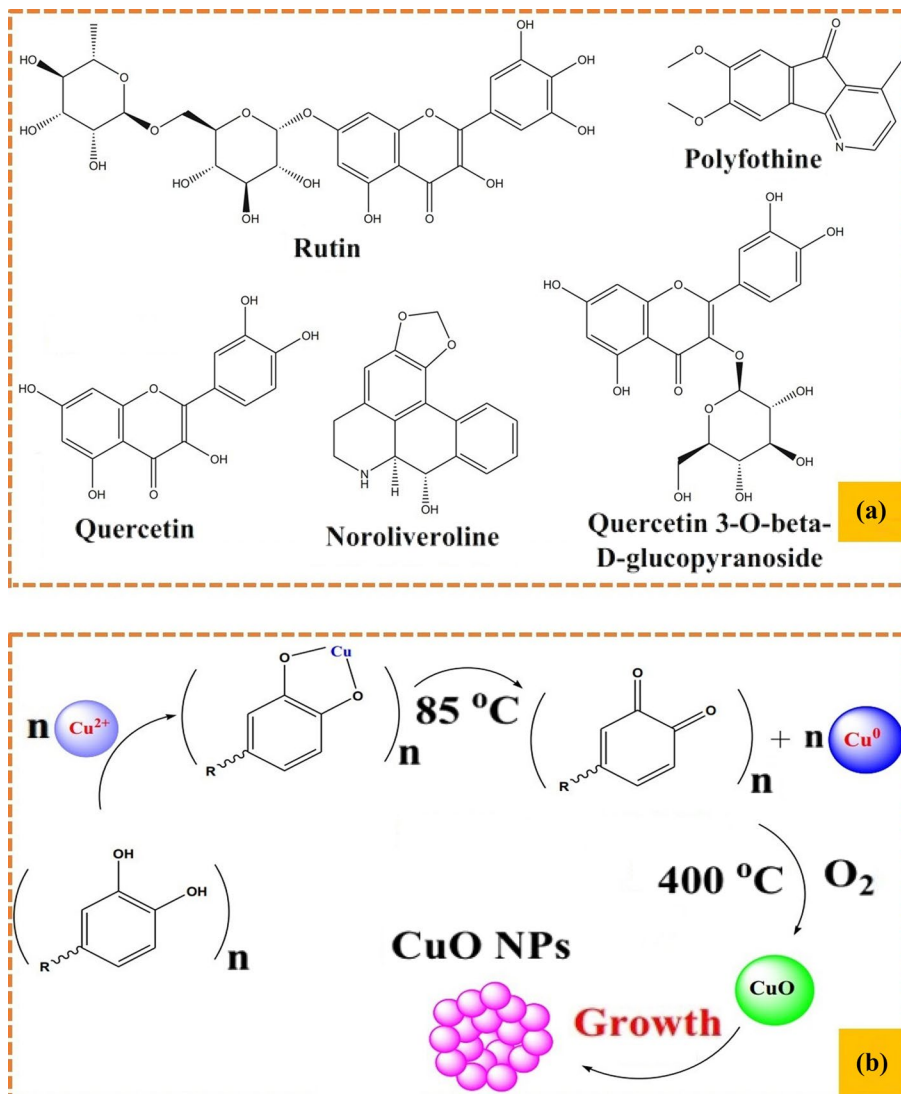 OH
O
HO
HO
O
OH
O
HO
O
O
O
O
O
OH
OH
OH
HO
OH
OH
OH
OH
O
N
Rutin
Polyfothine
OH
OH
HO
O
OH
OH
O
Quercetin
O
O
NH
H
OH
Noroliveroline
OH
OH
HO
O
OH
O
O
O
OH
OH
OH
OH
Quercetin 3-O-beta-
D-glucopyranoside
(a)
n Cu2+
Cu
O
O
R
n
85 °C
O
O
R
n
+ n Cu0
OH
OH
R
n
400 °C O2
CuO NPs
CuO
Growth
(b)